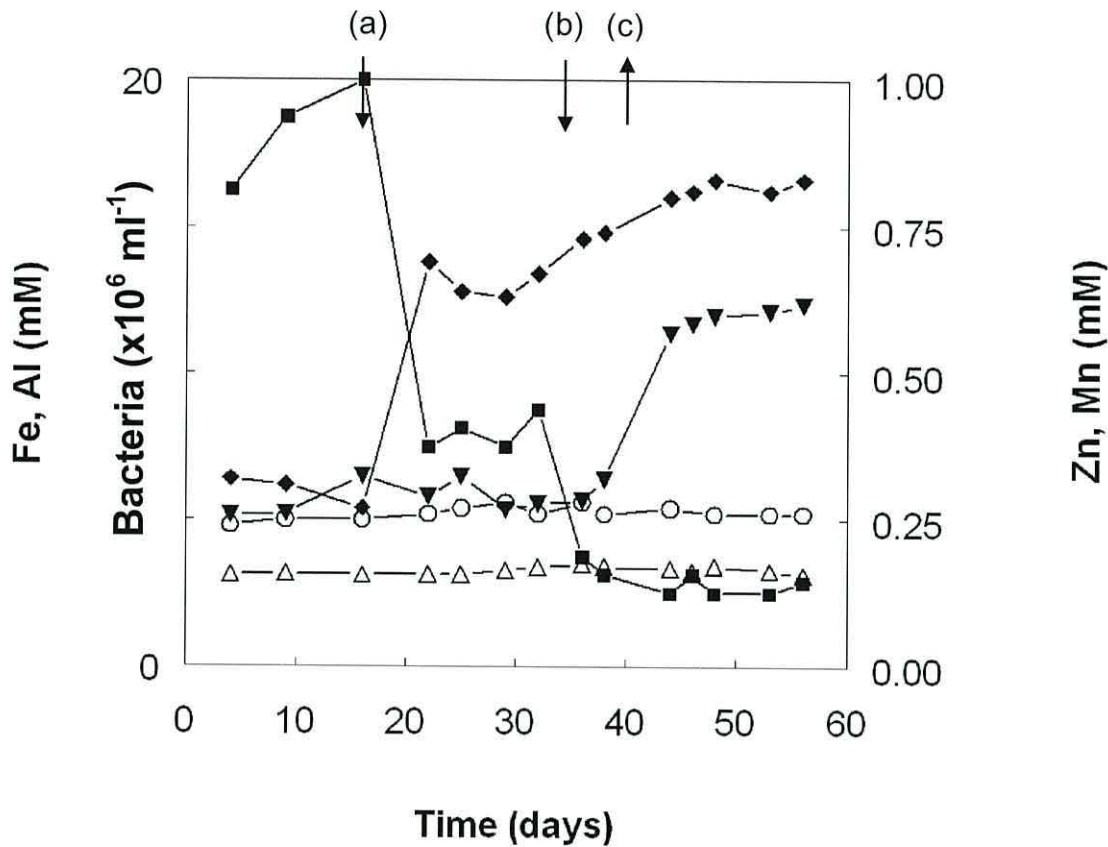 (a)
(b)
(c)
20
0
Fe, Al (mM)
Bacteria (x10⁶ ml⁻¹)
1.00
0.75
0.50
0.25
0.00
Zn, Mn (mM)
0 10 20 30 40 50 60
Time (days)